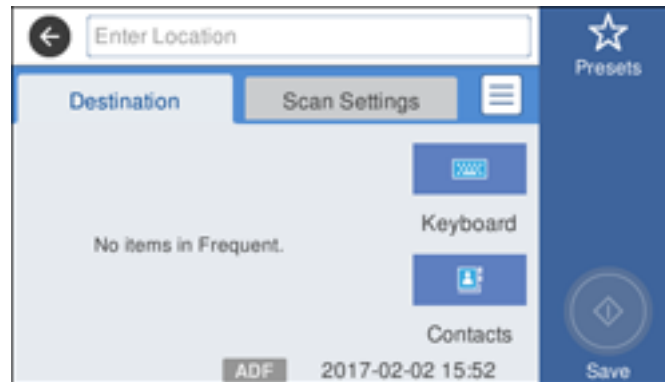 Enter Location
Presets
Destination
Scan Settings
Keyboard
No items in Frequent.
Contacts
ADF
2017-02-02 15:52
Save